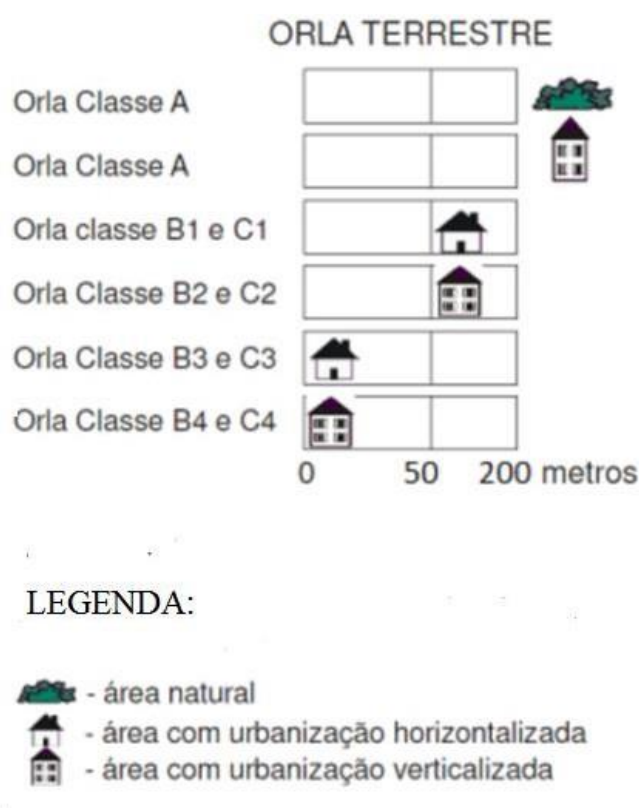 ORLA TERRESTRE
Orla Classe A
Orla Classe A
Orla classe B1 e C1
Orla Classe B2 e C2
Orla Classe B3 e C3
Orla Classe B4 e C4
0 50 200 metros
LEGENDA:
- área natural
- área com urbanização horizontalizada
- área com urbanização verticalizada